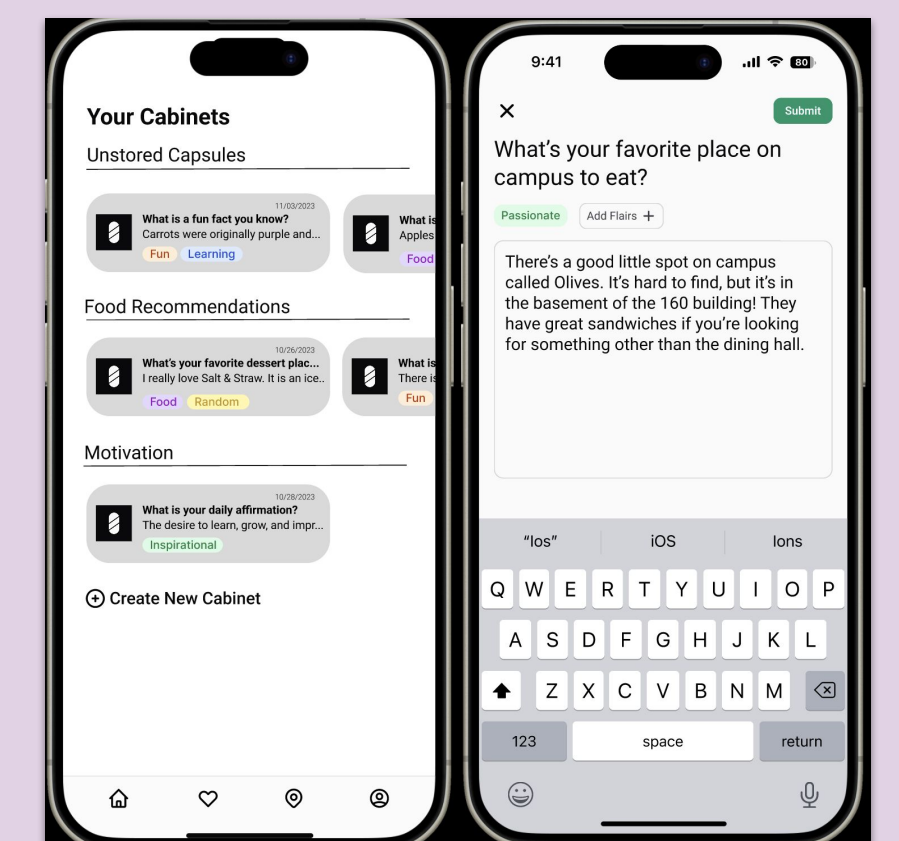 Your Cabinets
Unstored Capsules
11/03/2023
What is a fun fact you know?
Carrots were originally purple and...
Fun Learning
What is
Apples
Food
Food Recommendations
10/26/2023
What's your favorite dessert plac...
I really love Salt & Straw. It is an ice..
Food Random
What is
There is
Fun
Motivation
10/28/2023
What is your daily affirmation?
The desire to learn, grow, and impr...
Inspirational
Create New Cabinet
9:41
80
Submit
What's your favorite place on
campus to eat?
Passionate Add Flairs +
There's a good little spot on campus
called Olives. It's hard to find, but it's in
the basement of the 160 building! They
have great sandwiches if you're looking
for something other than the dining hall.
"Ios" iOS Ions
Q W E R T Y U I O P
A S D F G H J K L
Z X C V B N M
123 space return